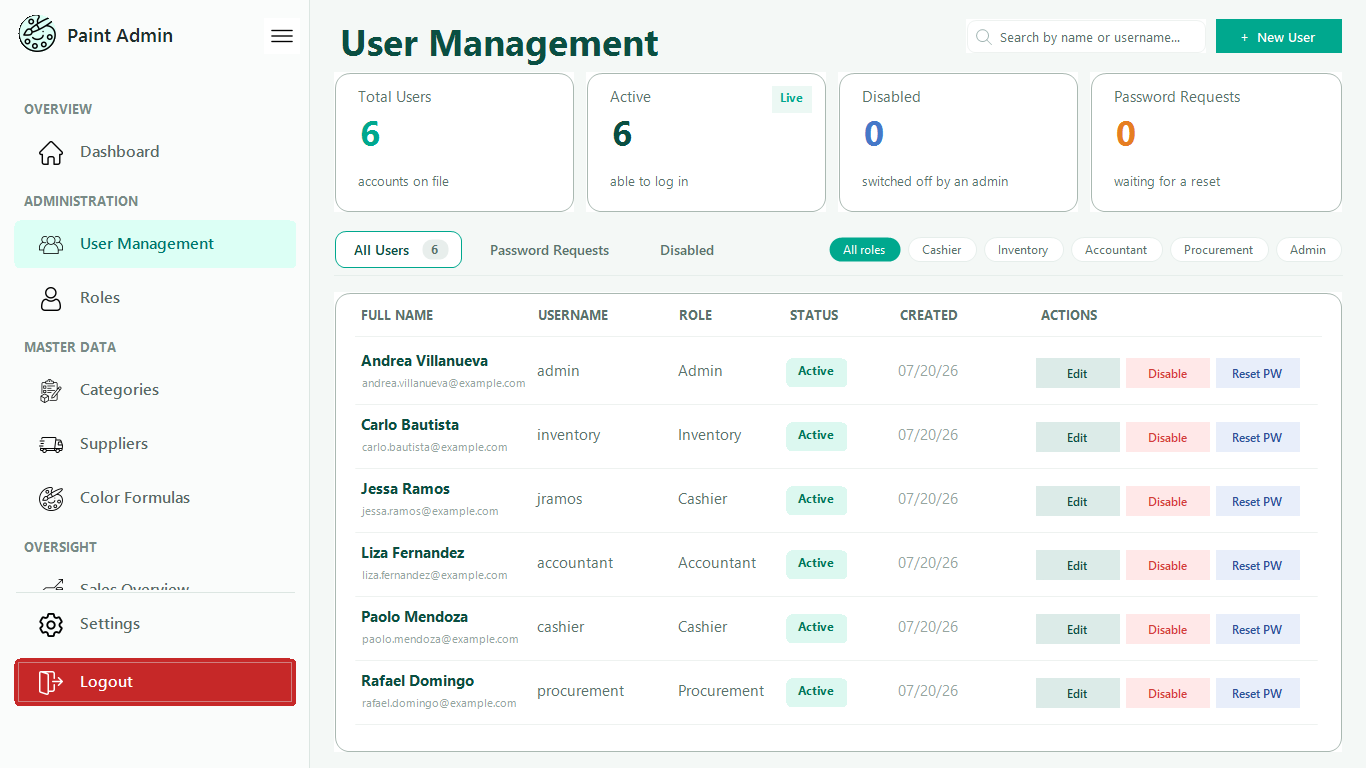 Paint Admin
OVERVIEW
Dashboard
ADMINISTRATION
User Management
Roles
MASTER DATA
Categories
Suppliers
Color Formulas
OVERSIGHT
Sales Overview
Settings
Logout
User Management
Search by name or username...
+ New User
Total Users
6
accounts on file
Active
Live
6
able to log in
Disabled
0
switched off by an admin
Password Requests
0
waiting for a reset
All Users 6 Password Requests Disabled
All roles Cashier Inventory Accountant Procurement Admin
FULL NAME USERNAME ROLE STATUS CREATED ACTIONS
Andrea Villanueva
andrea.villanueva@example.com
admin Admin Active 07/20/26 Edit Disable Reset PW
Carlo Bautista
carlo.bautista@example.com
inventory Inventory Active 07/20/26 Edit Disable Reset PW
Jessa Ramos
jessa.ramos@example.com
jramos Cashier Active 07/20/26 Edit Disable Reset PW
Liza Fernandez
liza.fernandez@example.com
accountant Accountant Active 07/20/26 Edit Disable Reset PW
Paolo Mendoza
paolo.mendoza@example.com
cashier Cashier Active 07/20/26 Edit Disable Reset PW
Rafael Domingo
rafael.domingo@example.com
procurement Procurement Active 07/20/26 Edit Disable Reset PW